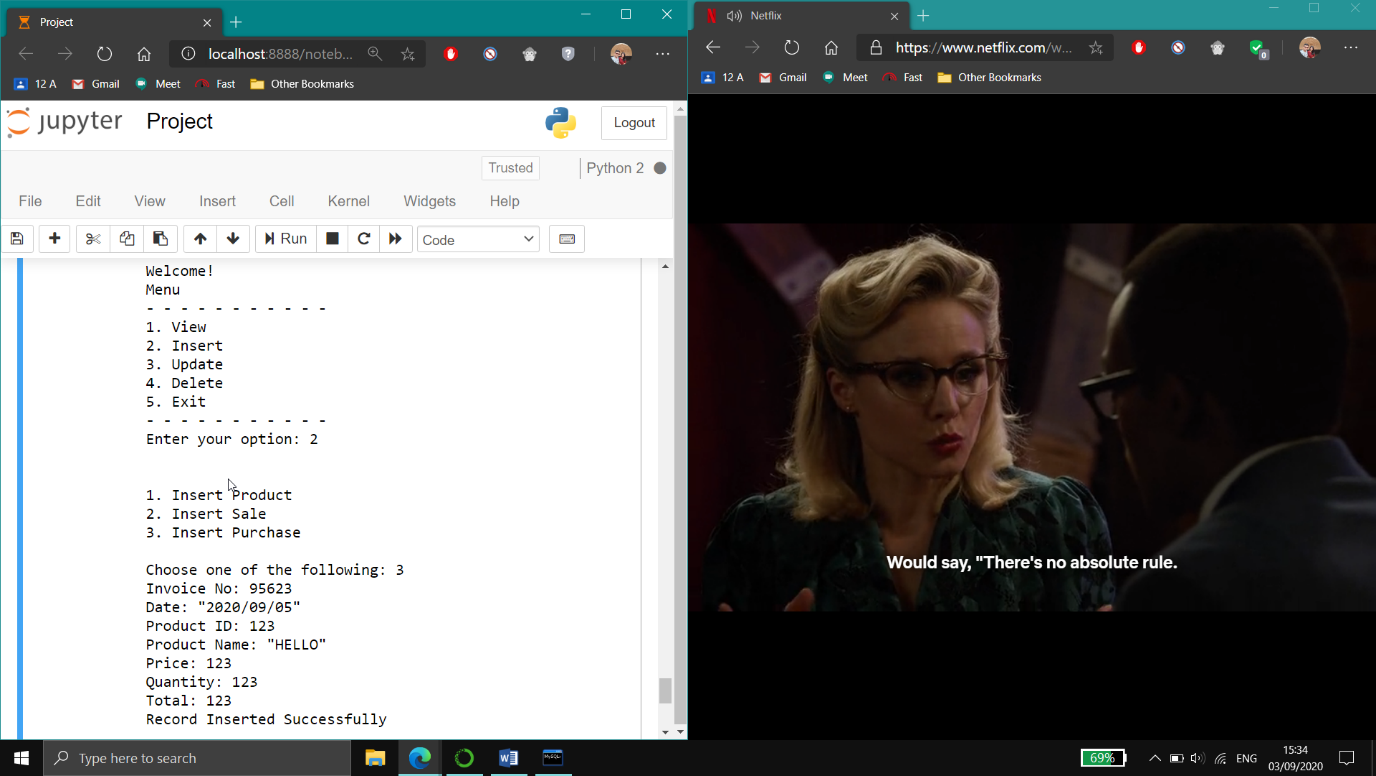 Project
localhost:8888/noteb...
12 A Gmail Meet Fast Other Bookmarks
jupyter Project Logout
Trusted Python 2
File Edit View Insert Cell Kernel Widgets Help
Run Code
Welcome!
Menu
- - - - - - - - - - -
1. View
2. Insert
3. Update
4. Delete
5. Exit
- - - - - - - - - - -
Enter your option: 2
1. Insert Product
2. Insert Sale
3. Insert Purchase
Choose one of the following: 3
Invoice No: 95623
Date: "2020/09/05"
Product ID: 123
Product Name: "HELLO"
Price: 123
Quantity: 123
Total: 123
Record Inserted Successfully
Netflix
https://www.netflix.com/w...
0
12 A Gmail Meet Fast Other Bookmarks
Would say, "There's no absolute rule.
Type here to search
W
MySQL
69%
ENG
15:34
03/09/2020